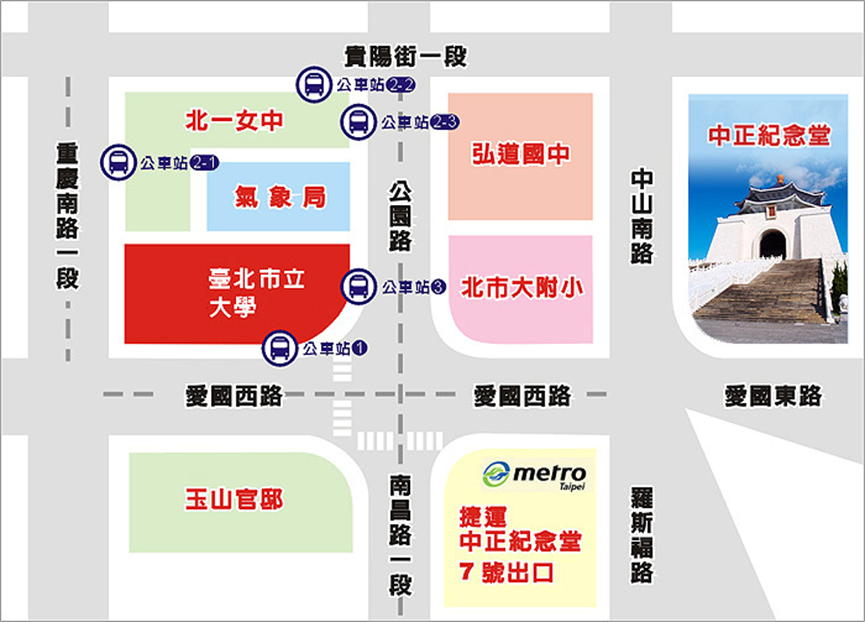 貴陽街一段
公車站2-2
北一女中
公車站2-3
弘道國中
中正紀念堂
公車站2-1
氣象局
重慶南路一段
公園路
中山南路
臺北市立
大學
公車站3
北市大附小
公車站1
愛國西路
愛國西路
愛國東路
玉山官邸
南昌路一段
metro
Taipei
捷運
中正紀念堂
7號出口
羅斯福路